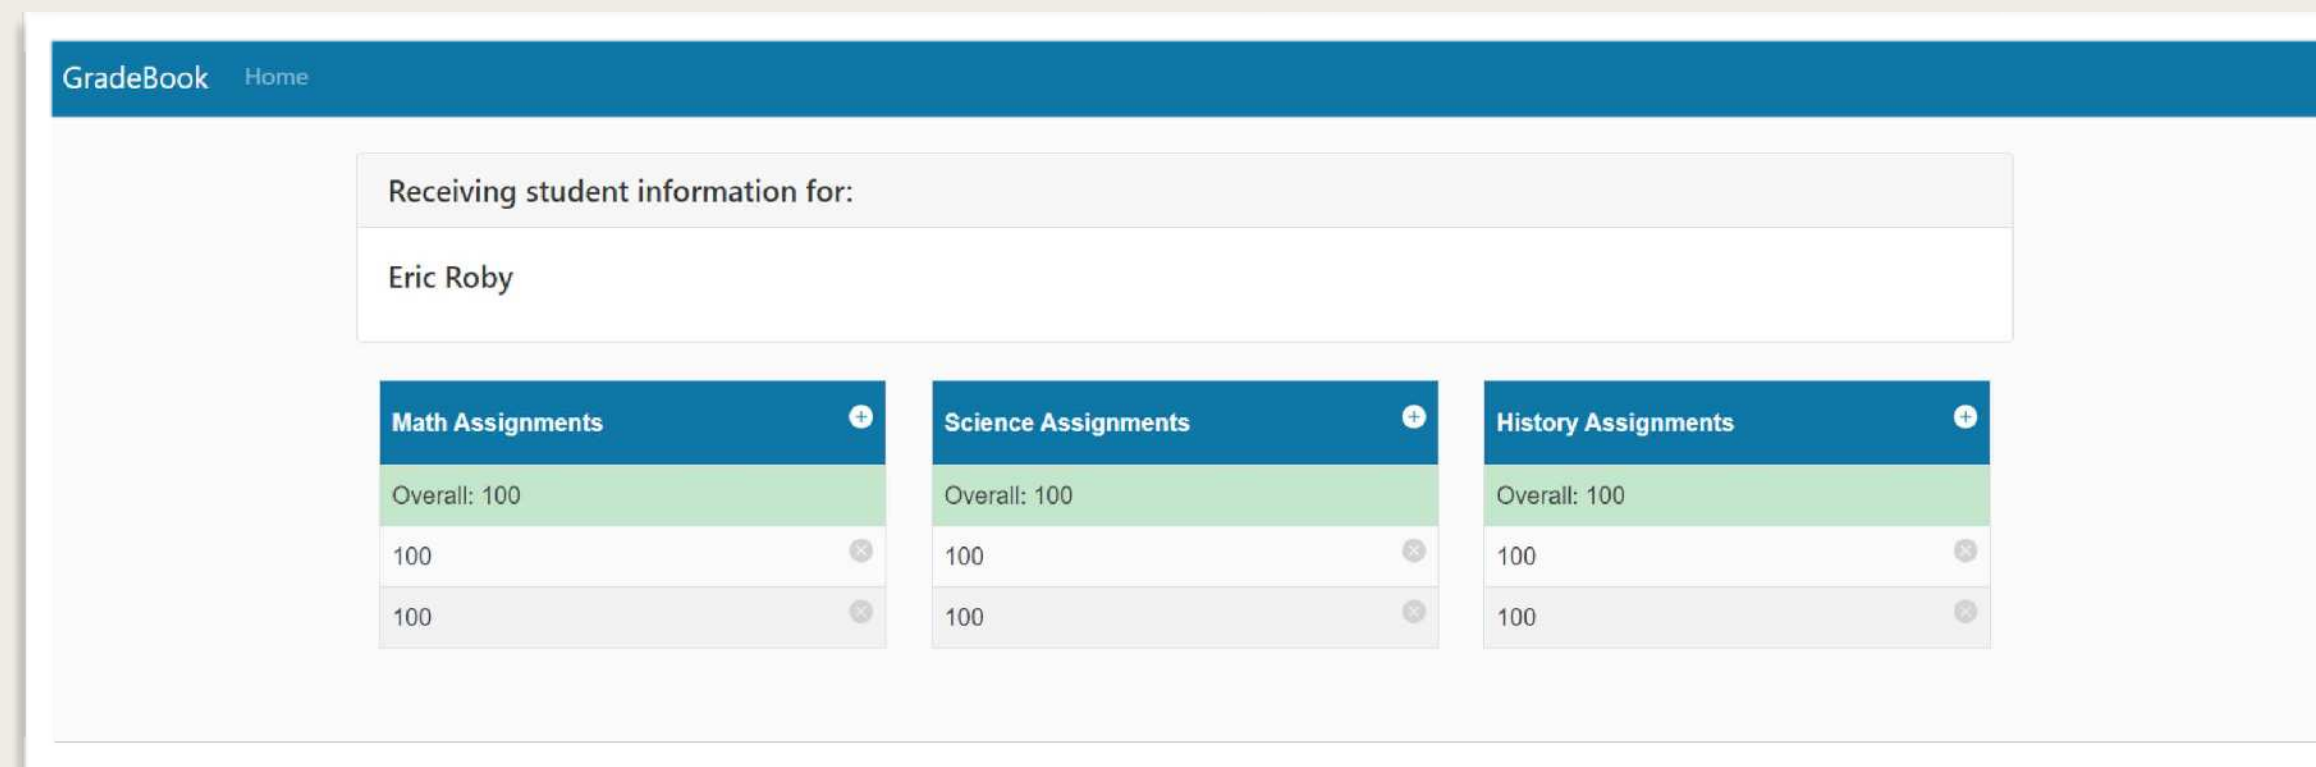 GradeBook Home
Receiving student information for:
Eric Roby
Math Assignments
Overall: 100
100
100
Science Assignments
Overall: 100
100
100
History Assignments
Overall: 100
100
100